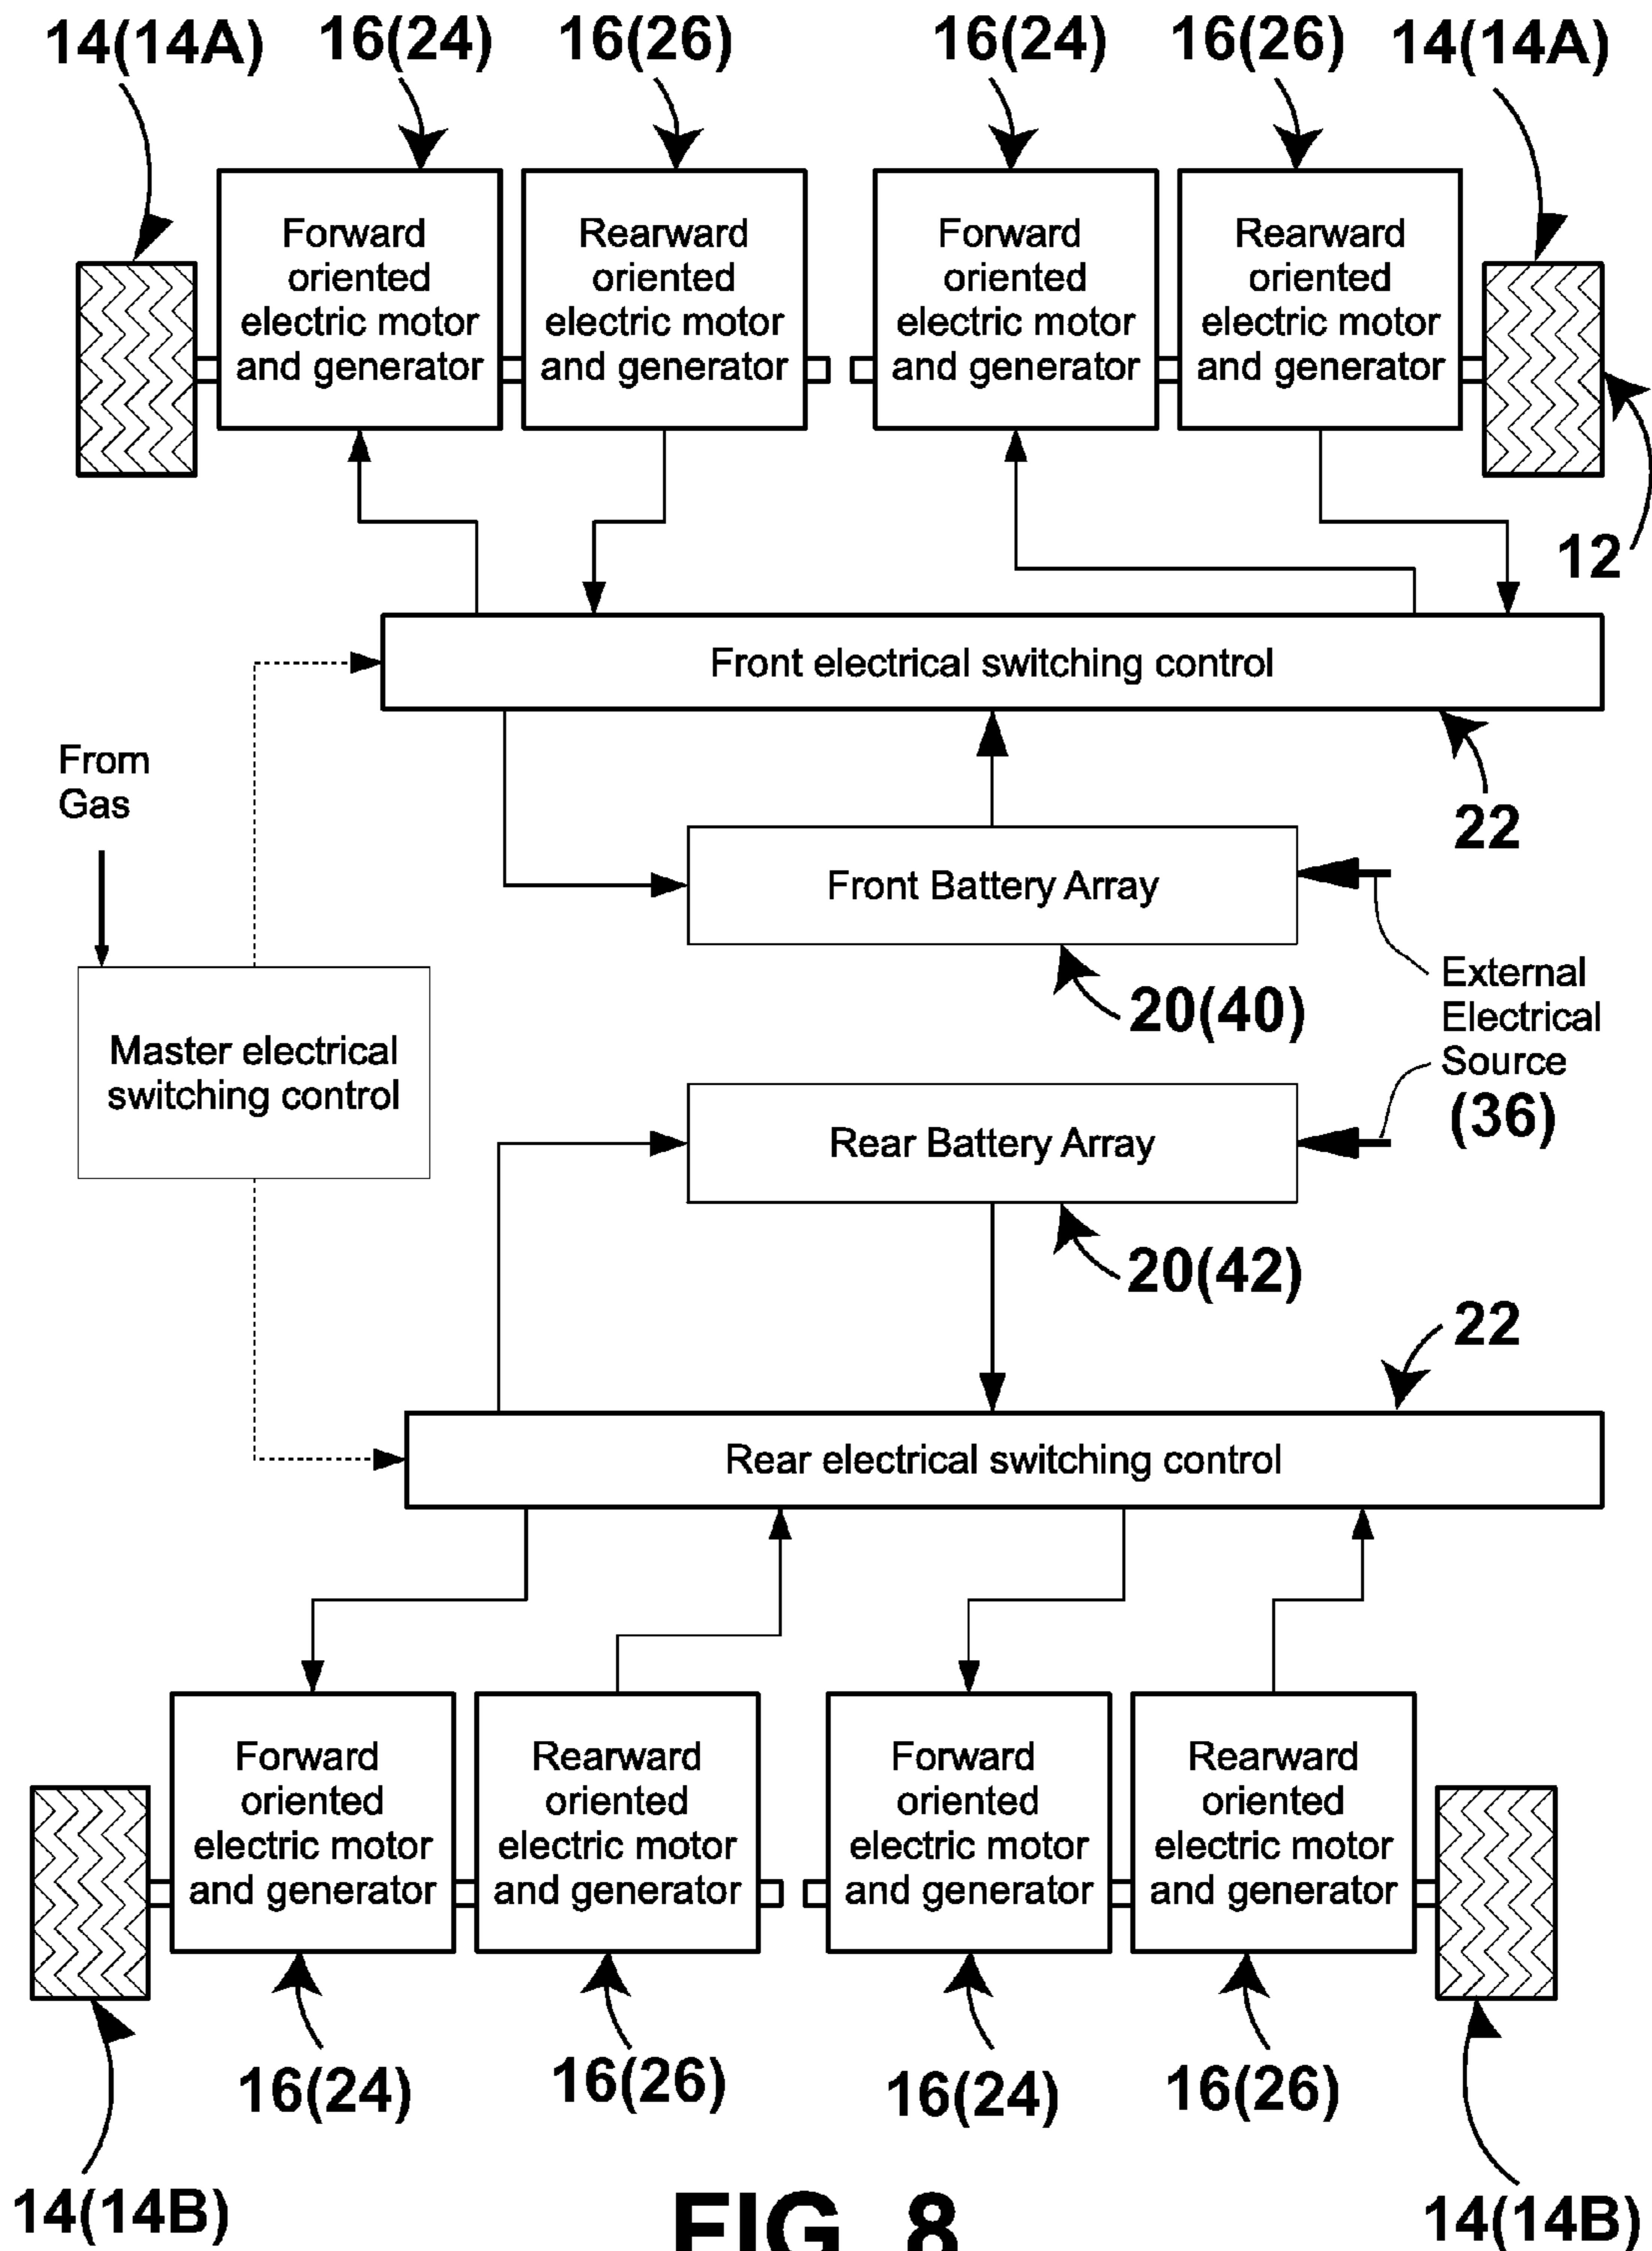 14(14A) 16(24) 16(26) 16(24) 16(26) 14(14A)
Forward
oriented
electric motor
and generator
Rearward
oriented
electric motor
and generator
Forward
oriented
electric motor
and generator
Rearward
oriented
electric motor
and generator
12
Front electrical switching control
From
Gas
22
Front Battery Array
20(40)
External
Electrical
Source
(36)
Master electrical
switching control
Rear Battery Array
20(42)
22
Rear electrical switching control
Forward
oriented
electric motor
and generator
Rearward
oriented
electric motor
and generator
Forward
oriented
electric motor
and generator
Rearward
oriented
electric motor
and generator
16(24) 16(26) 16(24) 16(26)
14(14B) 14(14B)
FIG. 8